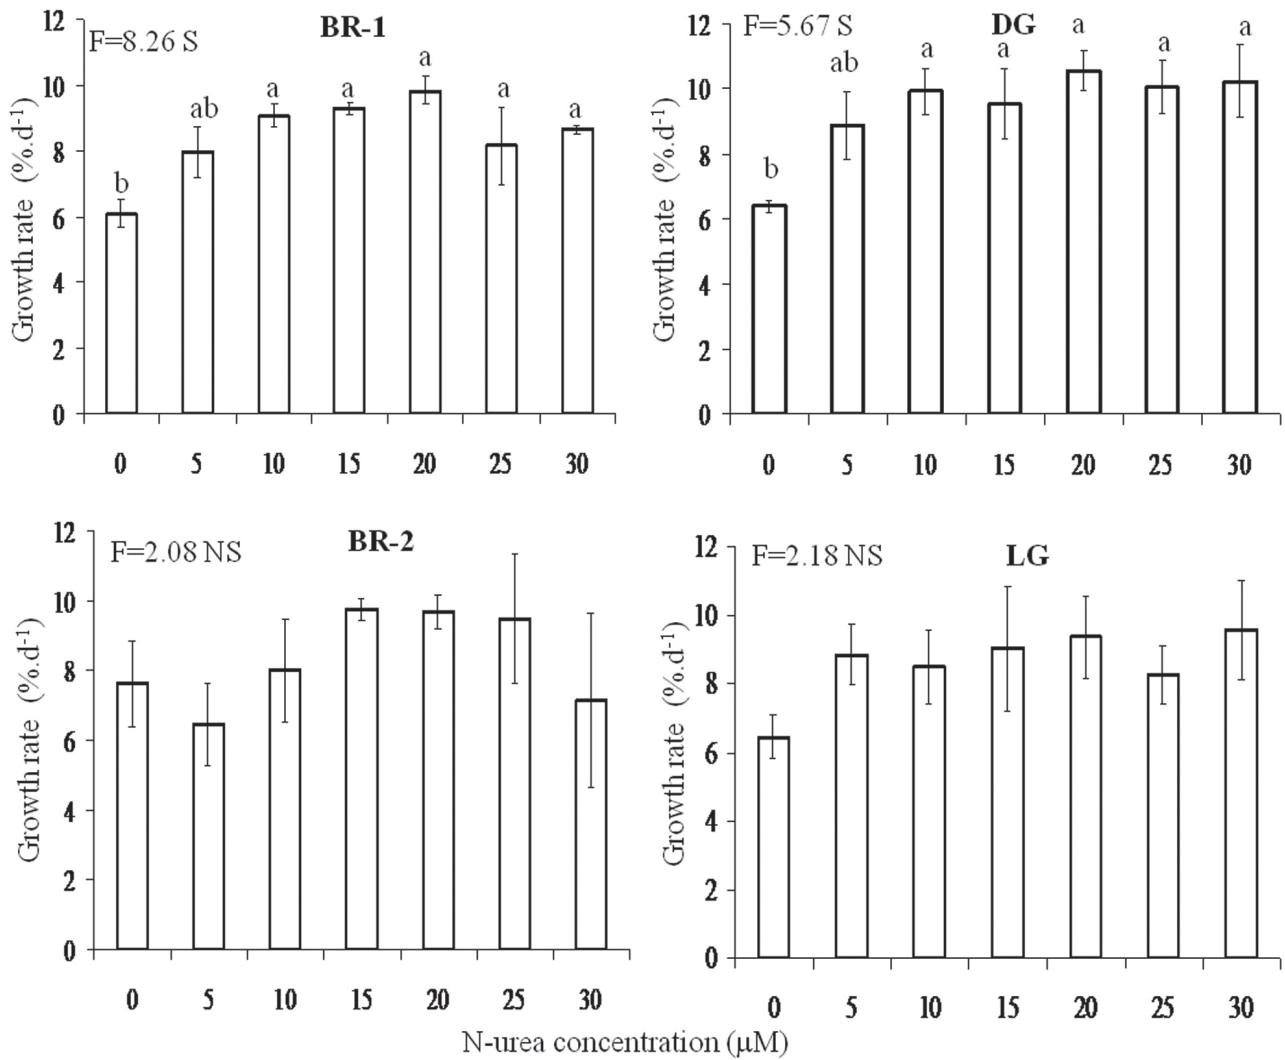 BR-1
F=8.26 S
Growth rate (%.d-1)
12
10
8
6
4
2
0
b
ab
a
a
a
a
a
0 5 10 15 20 25 30
DG
F=5.67 S
Growth rate (%.d-1)
12
10
8
6
4
2
0
b
ab
a
a
a
a
a
0 5 10 15 20 25 30
BR-2
F=2.08 NS
Growth rate (%.d-1)
12
10
8
6
4
2
0
0 5 10 15 20 25 30
LG
F=2.18 NS
Growth rate (%.d-1)
12
10
8
6
4
2
0
0 5 10 15 20 25 30
N-urea concentration (μM)